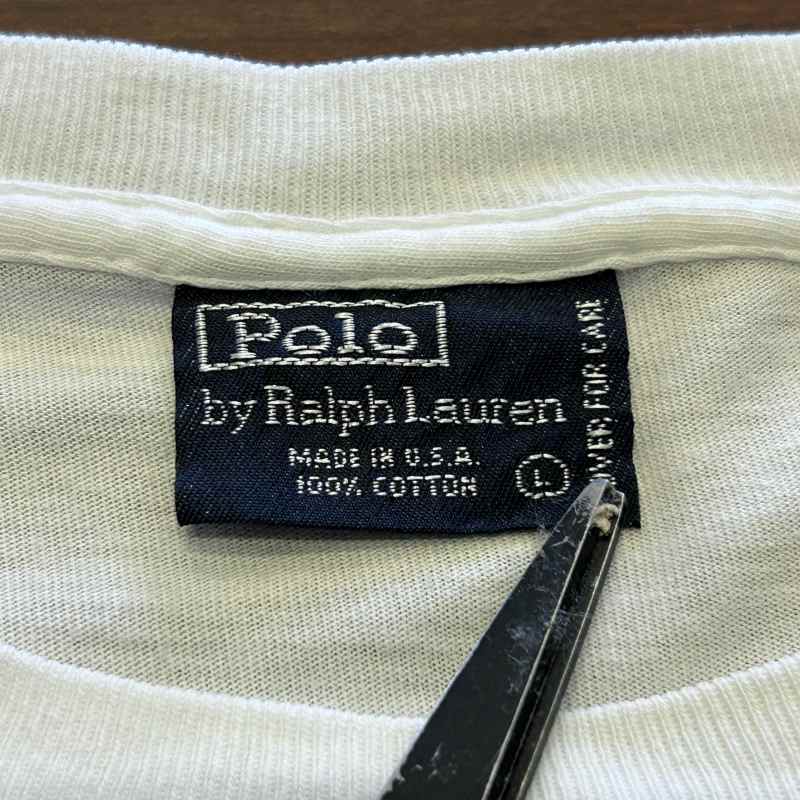 Polo
by Ralph Lauren
MADE IN U.S.A.
100% COTTON
L
FOR CARE